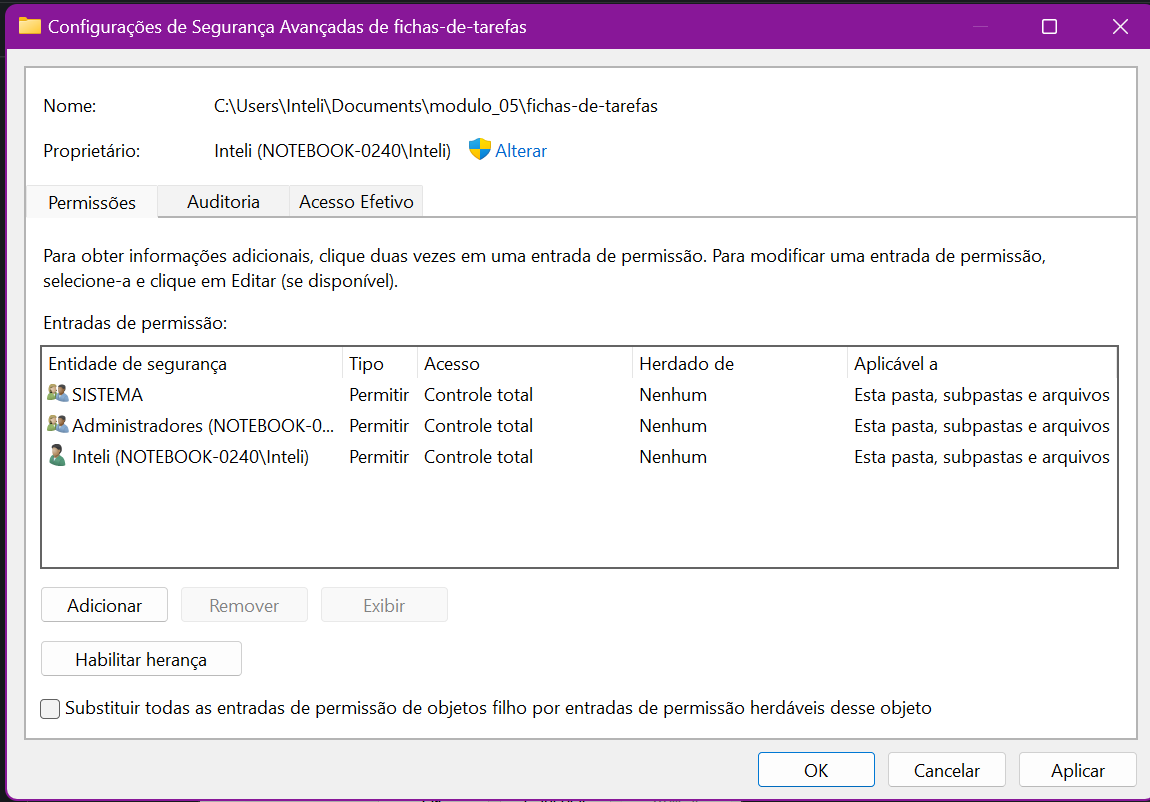 Configurações de Segurança Avançadas de fichas-de-tarefas
Nome: C:\Users\Inteli\Documents\modulo_05\fichas-de-tarefas
Proprietário: Inteli (NOTEBOOK-0240\Inteli) Alterar
Permissões Auditoria Acesso Efetivo
Para obter informações adicionais, clique duas vezes em uma entrada de permissão. Para modificar uma entrada de permissão,
selecione-a e clique em Editar (se disponível).
Entradas de permissão:
Entidade de segurança Tipo Acesso Herdado de Aplicável a
SISTEMA Permitir Controle total Nenhum Esta pasta, subpastas e arquivos
Administradores (NOTEBOOK-0... Permitir Controle total Nenhum Esta pasta, subpastas e arquivos
Inteli (NOTEBOOK-0240\Inteli) Permitir Controle total Nenhum Esta pasta, subpastas e arquivos
Adicionar Remover Exibir
Habilitar herança
Substituir todas as entradas de permissão de objetos filho por entradas de permissão herdáveis desse objeto
OK Cancelar Aplicar